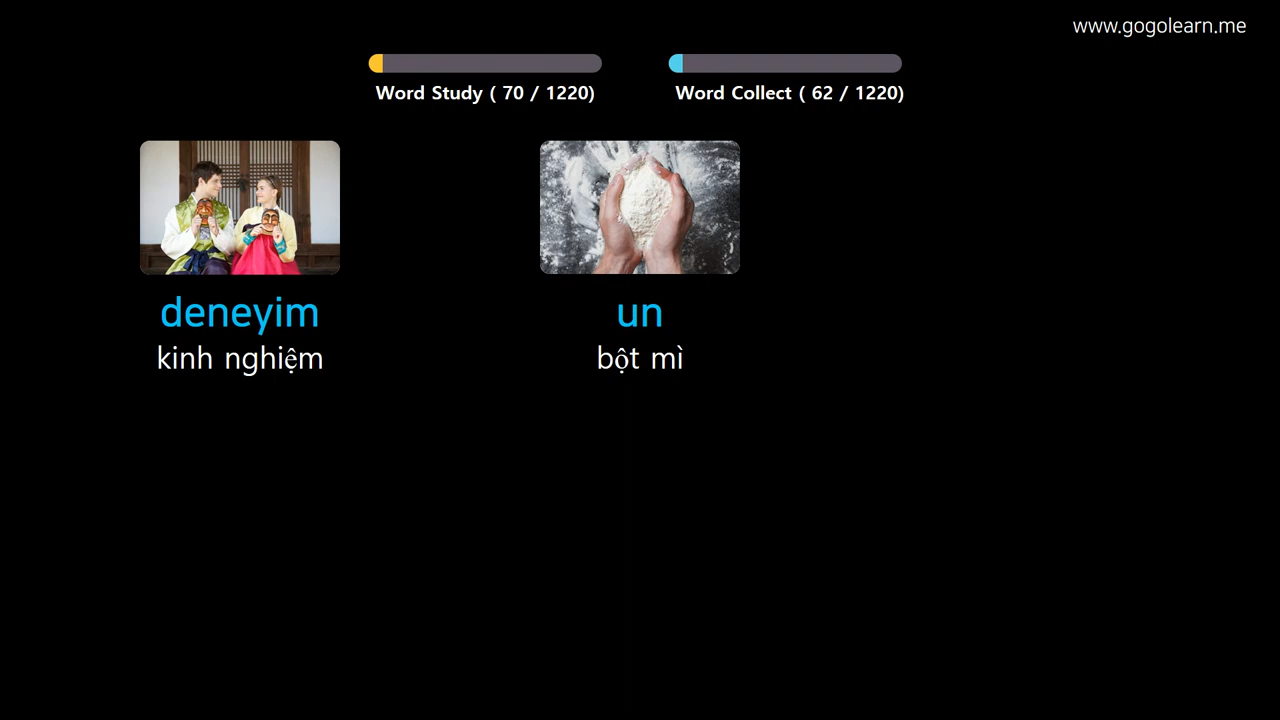 www.gogolearn.me
Word Study ( 70 / 1220)
Word Collect ( 62 / 1220)
deneyim
kinh nghiệm
un
bột mì